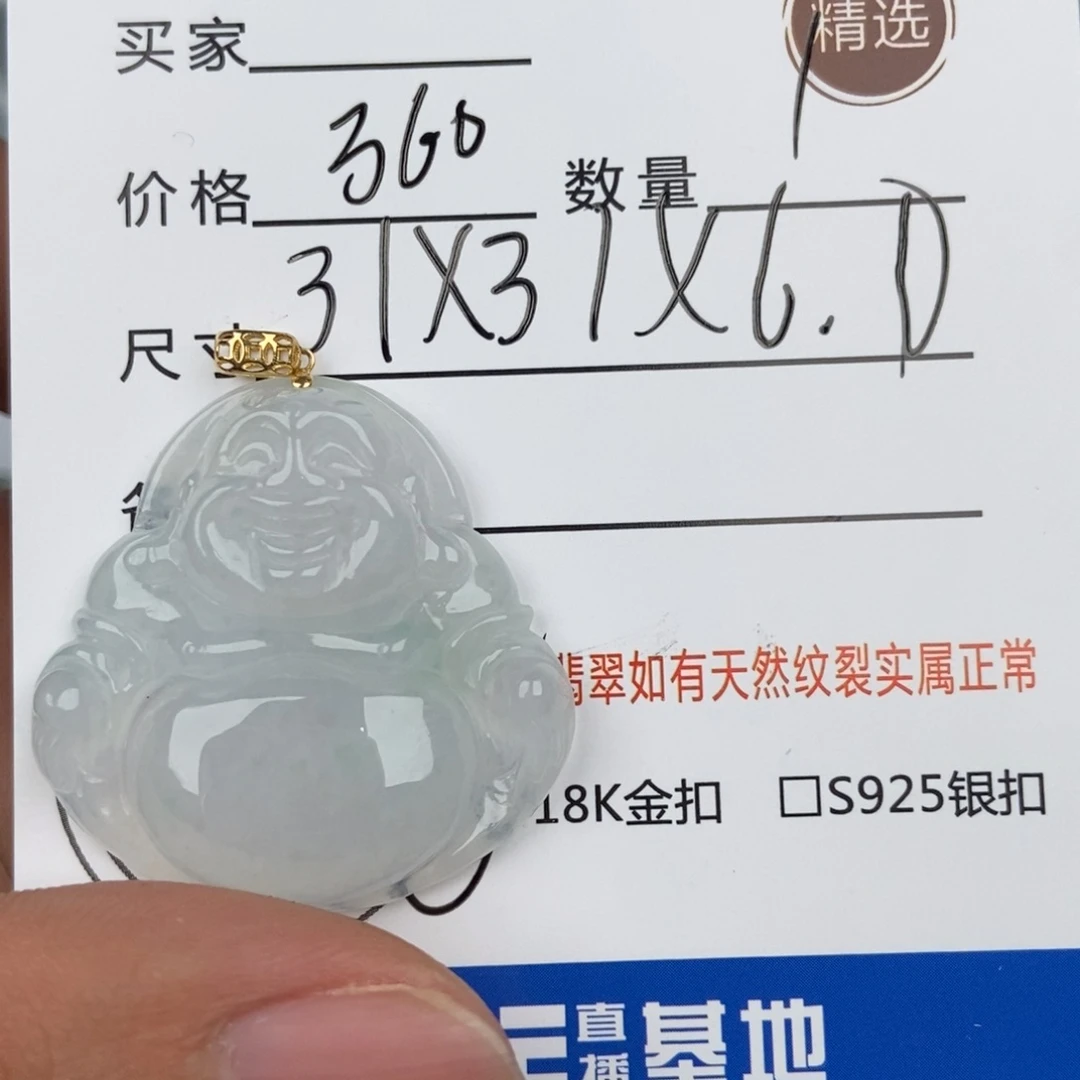 精选
买家
价格 360 数量 1
尺寸 31X31X6.0
翡翠如有天然纹裂实属正常
18K金扣 □S925银扣
直播基地